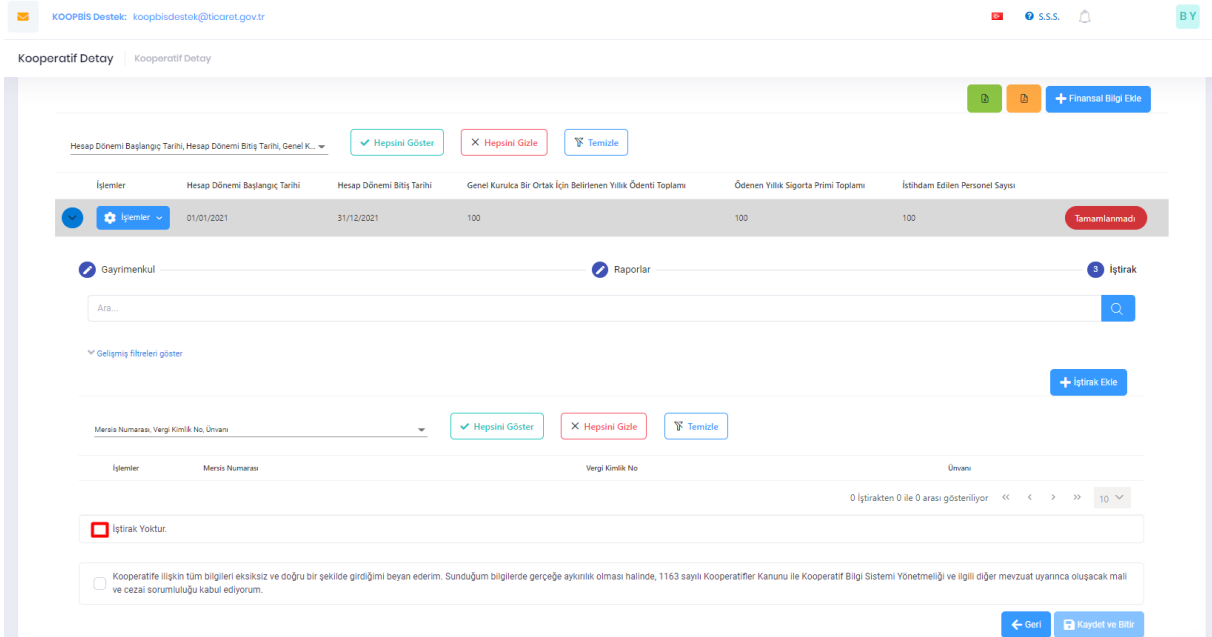 KOOPBİS Destek: koopbisdestek@ticaret.gov.tr
S.S.S.
B Y
Kooperatif Detay
Kooperatif Detay
Finansal Bilgi Ekle
Hesap Dönemi Başlangıç Tarihi, Hesap Dönemi Bitiş Tarihi, Genel K...
Hepsini Göster
Hepsini Gizle
Temizle
İşlemler Hesap Dönemi Başlangıç Tarihi Hesap Dönemi Bitiş Tarihi Genel Kurulca Bir Ortak İçin Belirlenen Yıllık Ödenti Toplamı Ödenen Yıllık Sigorta Primi Toplamı İstihdam Edilen Personel Sayısı
İşlemler 01/01/2021 31/12/2021 100 100 100 Tamamlanmadı
Gayrimenkul Raporlar 3 İştirak
Ara...
Gelişmiş filtreleri göster
İştirak Ekle
Mersis Numarası, Vergi Kimlik No, Ünvanı
Hepsini Göster
Hepsini Gizle
Temizle
İşlemler Mersis Numarası Vergi Kimlik No Ünvanı
0 İştirakten 0 ile 0 arası gösteriliyor 10
İştirak Yoktur.
Kooperatife ilişkin tüm bilgileri eksiksiz ve doğru bir şekilde girdiğimi beyan ederim. Sunduğum bilgilerde gerçeğe aykırılık olması halinde, 1163 sayılı Kooperatifler Kanunu ile Kooperatif Bilgi Sistemi Yönetmeliği ve ilgili diğer mevzuat uyarınca oluşacak mali
ve cezai sorumluluğu kabul ediyorum.
Geri
Kaydet ve Bitir